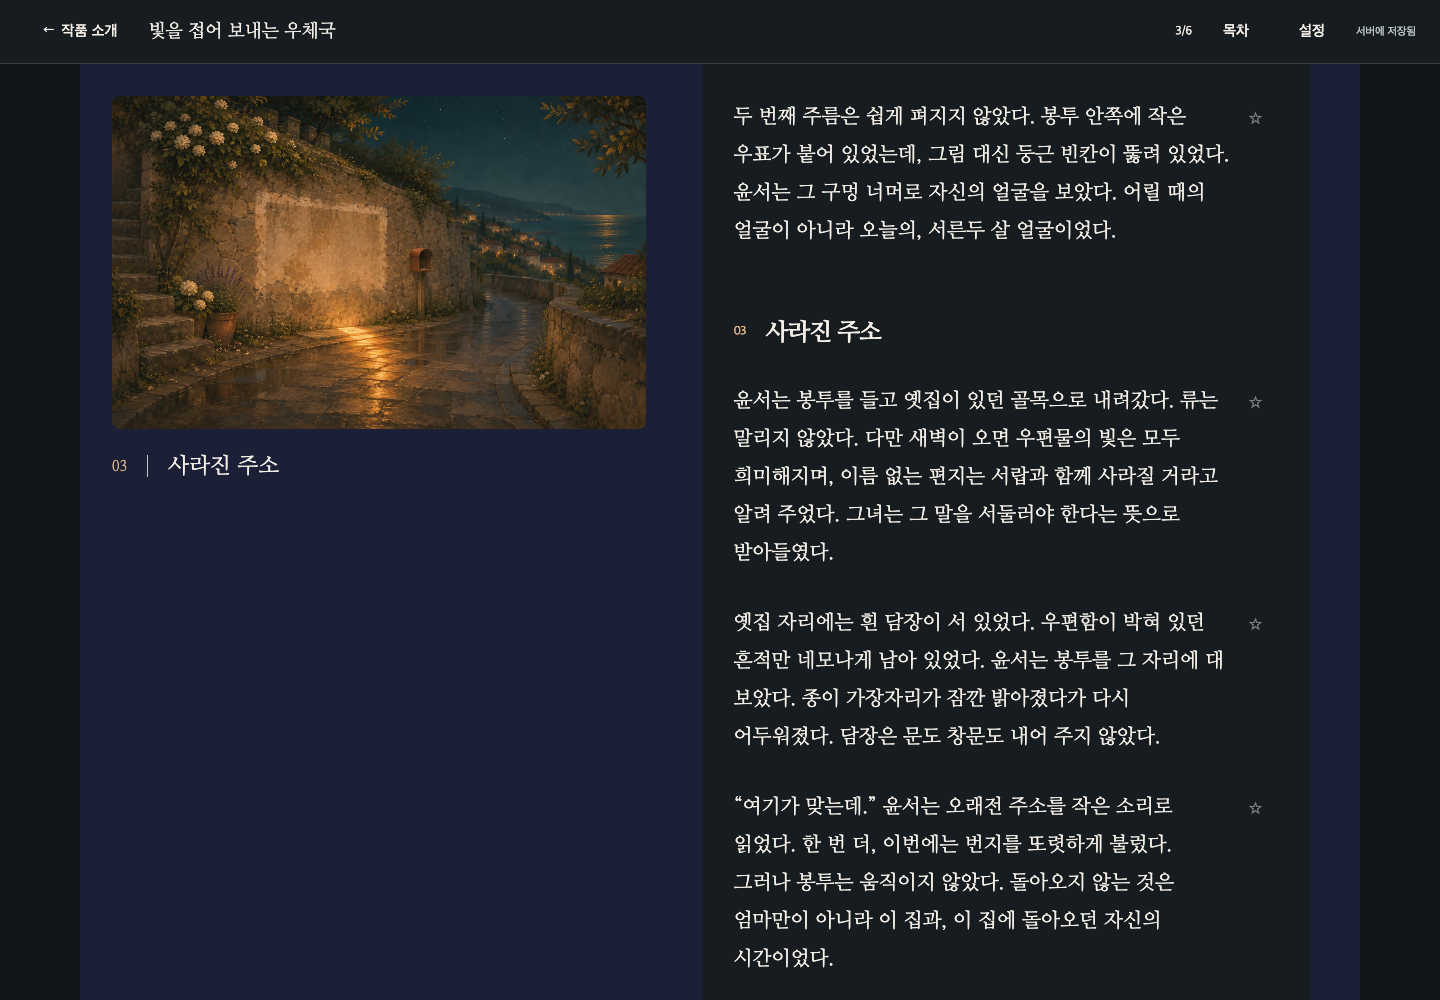 ← 작품 소개
빛을 접어 보내는 우체국
3/6
목차
설정
서버에 저장됨
03 | 사라진 주소
두 번째 주름은 쉽게 펴지지 않았다. 봉투 안쪽에 작은 ☆
우표가 붙어 있었는데, 그림 대신 둥근 빈칸이 뚫려 있었다.
윤서는 그 구멍 너머로 자신의 얼굴을 보았다. 어릴 때의
얼굴이 아니라 오늘의, 서른두 살 얼굴이었다.
03 사라진 주소
윤서는 봉투를 들고 옛집이 있던 골목으로 내려갔다. 류는 ☆
말리지 않았다. 다만 새벽이 오면 우편물의 빛은 모두
희미해지며, 이름 없는 편지는 서랍과 함께 사라질 거라고
알려 주었다. 그녀는 그 말을 서둘러야 한다는 뜻으로
받아들였다.
옛집 자리에는 흰 담장이 서 있었다. 우편함이 박혀 있던 ☆
흔적만 네모나게 남아 있었다. 윤서는 봉투를 그 자리에 대
보았다. 종이 가장자리가 잠깐 밝아졌다가 다시
어두워졌다. 담장은 문도 창문도 내어 주지 않았다.
“여기가 맞는데.” 윤서는 오래전 주소를 작은 소리로 ☆
읽었다. 한 번 더, 이번에는 번지를 또렷하게 불렀다.
그러나 봉투는 움직이지 않았다. 돌아오지 않는 것은
엄마만이 아니라 이 집과, 이 집에 돌아오던 자신의
시간이었다.